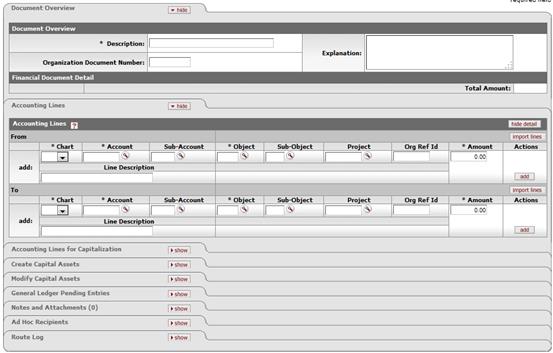 required field
Document Overview hide
Document Overview
* Description: Explanation:
Organization Document Number:
Financial Document Detail
Total Amount:
Accounting Lines hide
Accounting Lines ? hide detail
From import lines
* Chart * Account Sub-Account * Object Sub-Object Project Org Ref Id * Amount Actions
add: 0.00
Line Description
add
To import lines
* Chart * Account Sub-Account * Object Sub-Object Project Org Ref Id * Amount Actions
add: 0.00
Line Description
add
Accounting Lines for Capitalization show
Create Capital Assets show
Modify Capital Assets show
General Ledger Pending Entries show
Notes and Attachments (0) show
Ad Hoc Recipients show
Route Log show